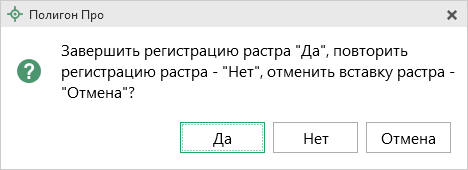 Полигон Про
Завершить регистрацию растра "Да", повторить
регистрацию растра - "Нет", отменить вставку растра -
"Отмена"?
Да
Нет
Отмена